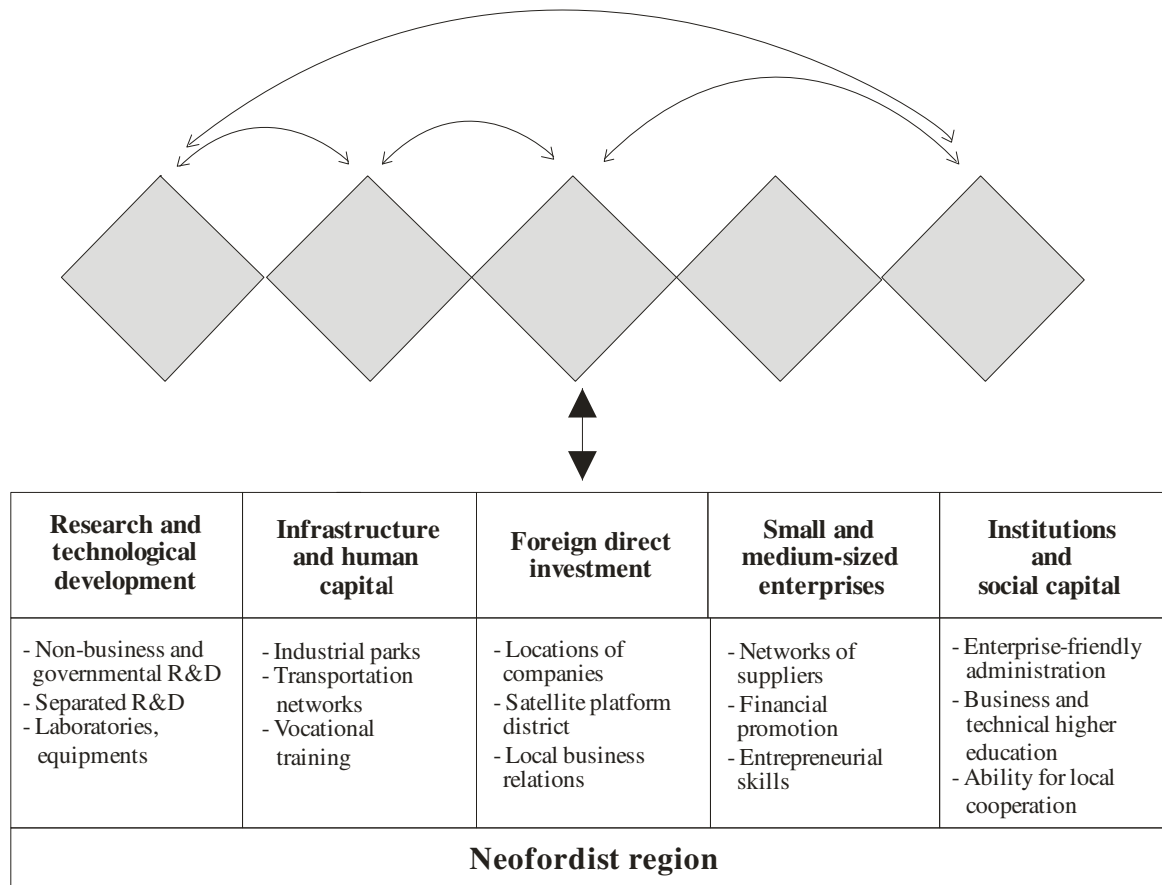 Research and
technological
development
Infrastructure
and human
capital
Foreign direct
investment
Small and
medium-sized
enterprises
Institutions
and
social capital
- Non-business and
governmental R&D
- Separated R&D
- Laboratories,
equipments
- Industrial parks
- Transportation
networks
- Vocational
training
- Locations of
companies
- Satellite platform
district
- Local business
relations
- Networks of
suppliers
- Financial
promotion
- Entrepreneurial
skills
- Enterprise-friendly
administration
- Business and
technical higher
education
- Ability for local
cooperation
Neofordist region